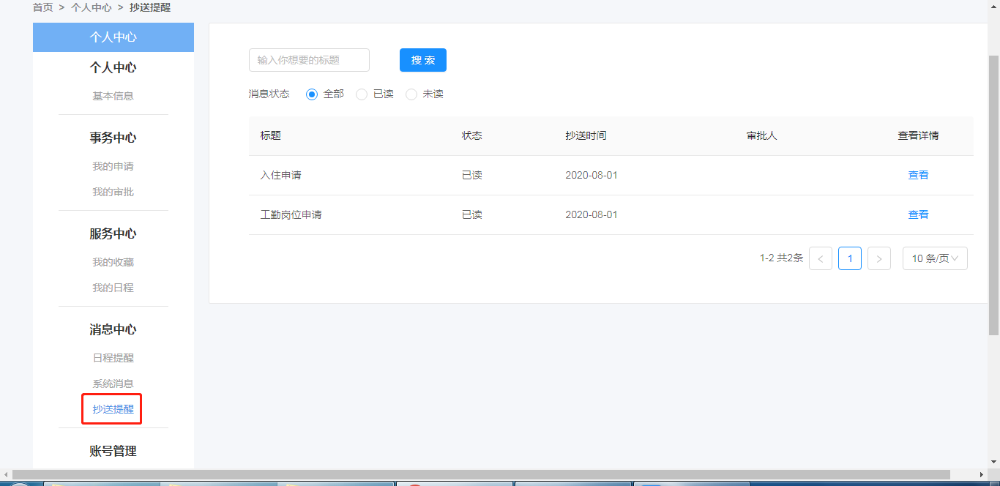 首页 > 个人中心 > 抄送提醒
个人中心
个人中心
基本信息
事务中心
我的申请
我的审批
服务中心
我的收藏
我的日程
消息中心
日程提醒
系统消息
抄送提醒
账号管理
输入你想要的标题 搜 索
消息状态 全部 已读 未读
标题 状态 抄送时间 审批人 查看详情
入住申请 已读 2020-08-01 查看
工勤岗位申请 已读 2020-08-01 查看
1-2 共2条 < 1 > 10 条/页